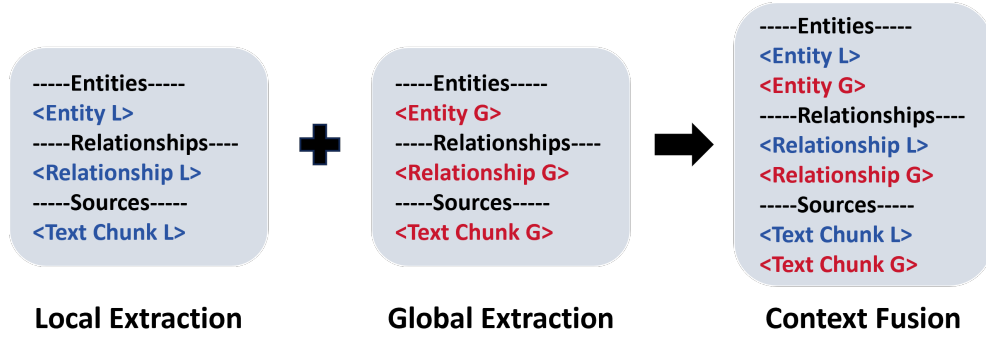 -----Entities-----
<Entity L>
-----Relationships----
<Relationship L>
-----Sources-----
<Text Chunk L>
Local Extraction
-----Entities-----
<Entity G>
-----Relationships----
<Relationship G>
-----Sources-----
<Text Chunk G>
Global Extraction
-----Entities-----
<Entity L>
<Entity G>
-----Relationships----
<Relationship L>
<Relationship G>
-----Sources-----
<Text Chunk L>
<Text Chunk G>
Context Fusion